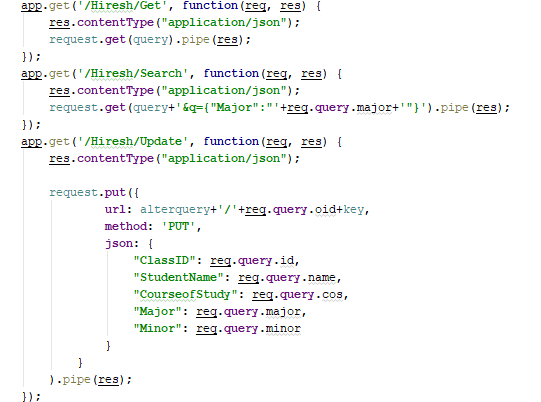 app.get('/Hiresh/Get', function(req, res) {
    res.contentType("application/json");
    request.get(query).pipe(res);
});
app.get('/Hiresh/Search', function(req, res) {
    res.contentType("application/json");
    request.get(query+'&q={"Major":"'+req.query.major+'"}').pipe(res);
});
app.get('/Hiresh/Update', function(req, res) {
    res.contentType("application/json");
    request.put({
            url: alterquery+'/'+req.query.oid+key,
            method: 'PUT',
            json: {
                "ClassID": req.query.id,
                "StudentName": req.query.name,
                "CourseofStudy": req.query.cos,
                "Major": req.query.major,
                "Minor": req.query.minor
            }
        }
    ).pipe(res);
});